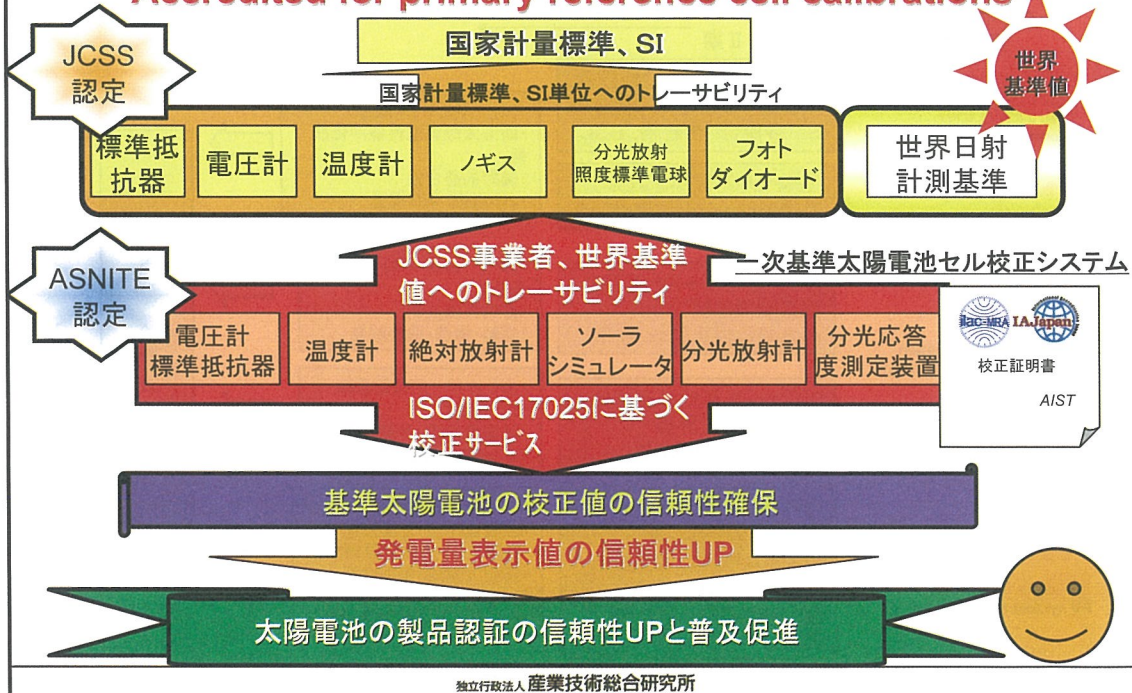 Accredited for primary reference cell calibrations
国家計量標準、SI
JCSS
認定
世界
基準値
国家計量標準、SI単位へのトレーサビリティ
標準抵
抗器
電圧計
温度計
ノギス
分光放射
照度標準電球
フォト
ダイオード
世界日射
計測基準
ASNITE
認定
JCSS事業者、世界基準
値へのトレーサビリティ
一次基準太陽電池セル校正システム
電圧計
標準抵抗器
温度計
絶対放射計
ソーラ
シミュレータ
分光放射計
分光応答
度測定装置
ilac-MRA
IAJapan
校正証明書
AIST
ISO/IEC17025に基づく
校正サービス
基準太陽電池の校正値の信頼性確保
発電量表示値の信頼性UP
太陽電池の製品認証の信頼性UPと普及促進
独立行政法人 産業技術総合研究所